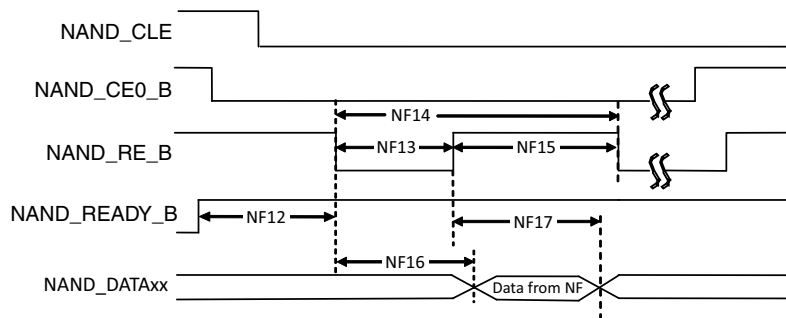 NAND_CLE
NAND_CE0_B
NF14
NAND_RE_B
NF13
NF15
NAND_READY_B
NF12
NF17
NF16
NAND_DATAxx
Data from NF